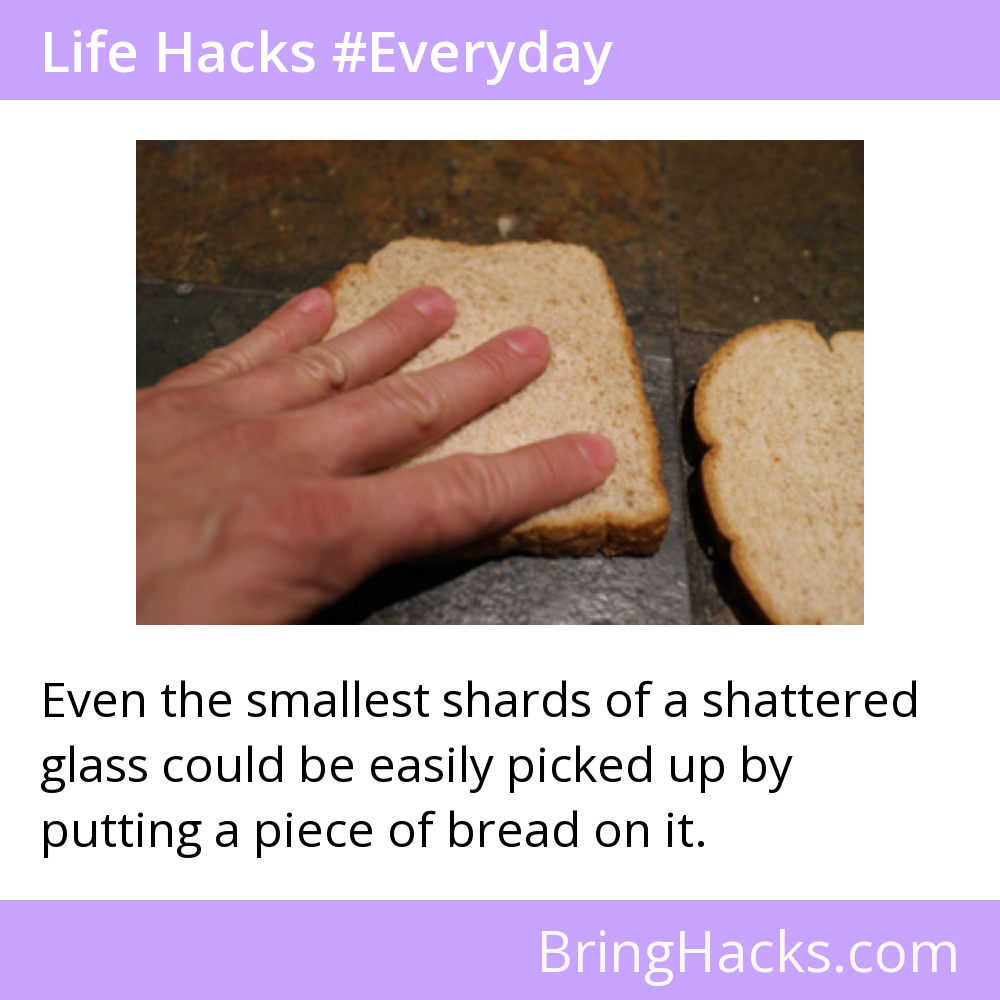 Life Hacks #Everyday
Even the smallest shards of a shattered
glass could be easily picked up by
putting a piece of bread on it.
BringHacks.com